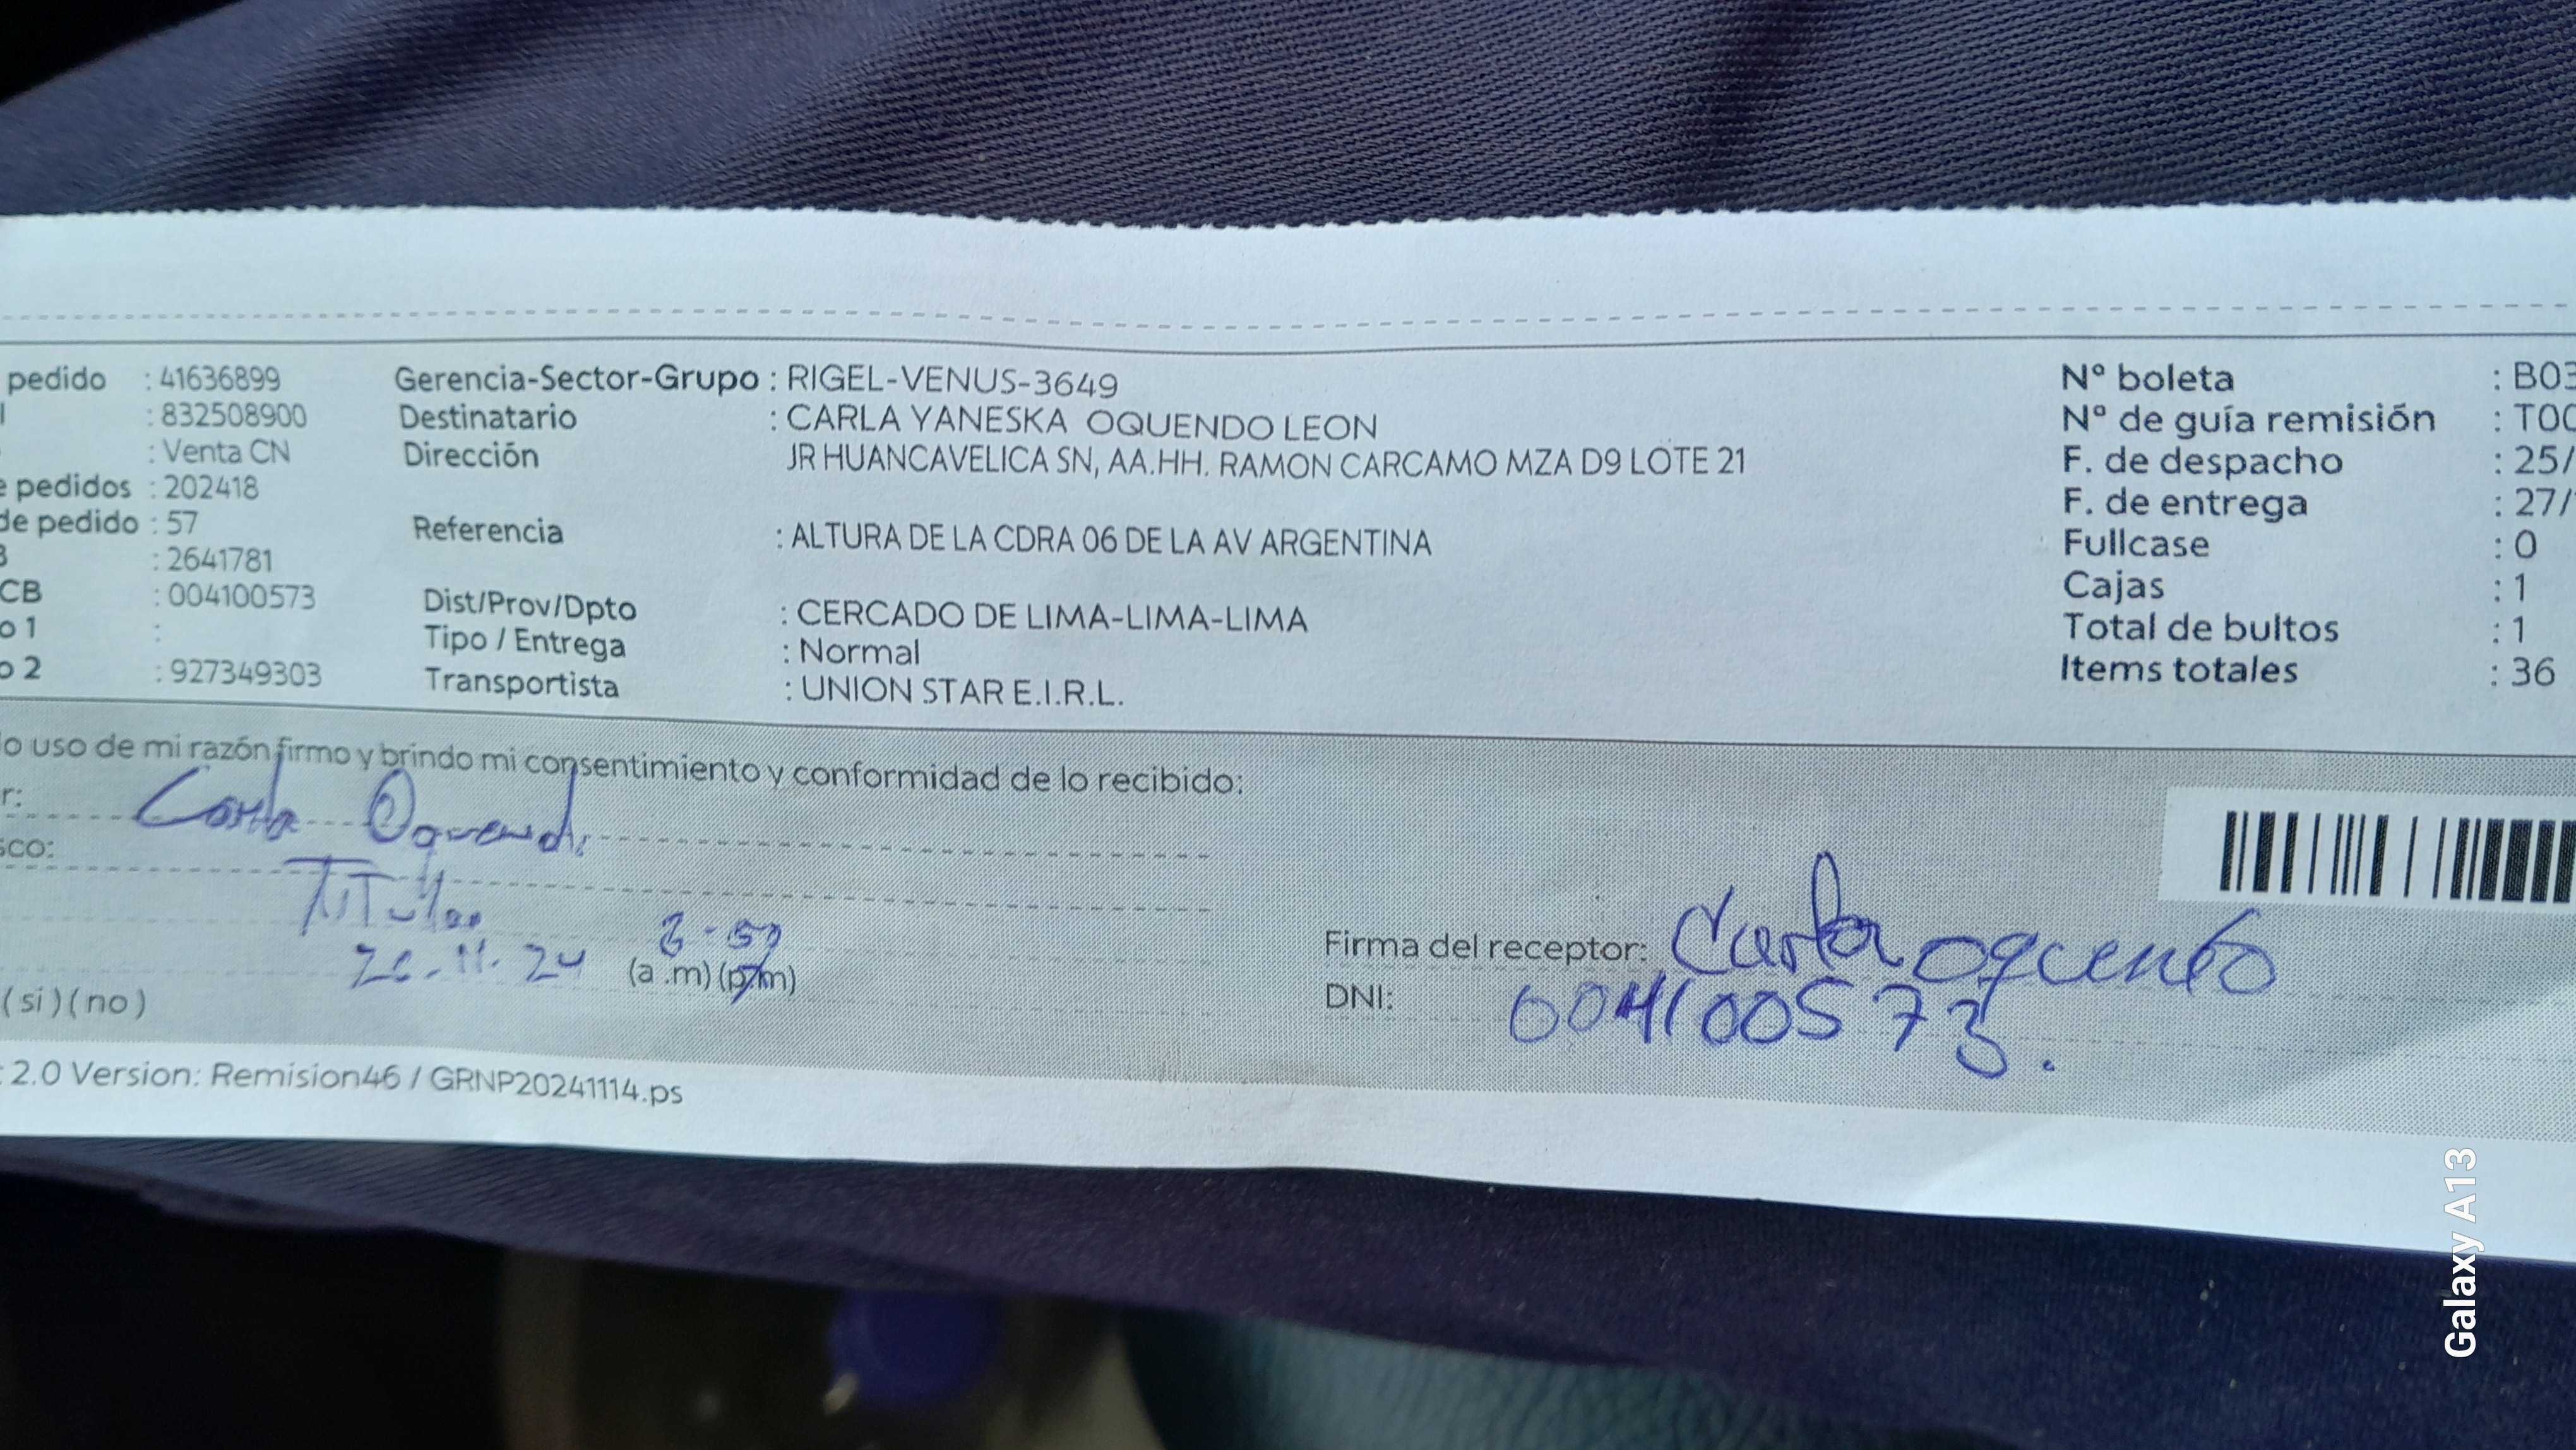 pedido : 41636899 Gerencia-Sector-Grupo : RIGEL-VENUS-3649 Nº boleta : B03
: 832508900 Destinatario : CARLA YANESKA OQUENDO LEON Nº de guía remisión : T00
: Venta CN Dirección JR HUANCAVELICA SN, AA.HH. RAMON CARCAMO MZA D9 LOTE 21 F. de despacho : 25/
pedidos : 202418 F. de entrega : 27/
de pedido : 57 Referencia : ALTURA DE LA CDRA 06 DE LA AV ARGENTINA Fullcase : 0
: 2641781 Cajas : 1
CB : 004100573 Dist/Prov/Dpto : CERCADO DE LIMA-LIMA-LIMA Total de bultos : 1
o 1 : Tipo / Entrega : Normal Items totales : 36
o 2 : 927349303 Transportista : UNION STAR E.I.R.L.
o uso de mi razón firmo y brindo mi consentimiento y conformidad de lo recibido:
r: Carla Oquend
sco: Titular
11.24 (a .m) (p.m)
(si) (no)
Firma del receptor: Carla oquendo
DNI: 004100573.
: 2.0 Version: Remision46 / GRNP20241114.ps
Galaxy A13